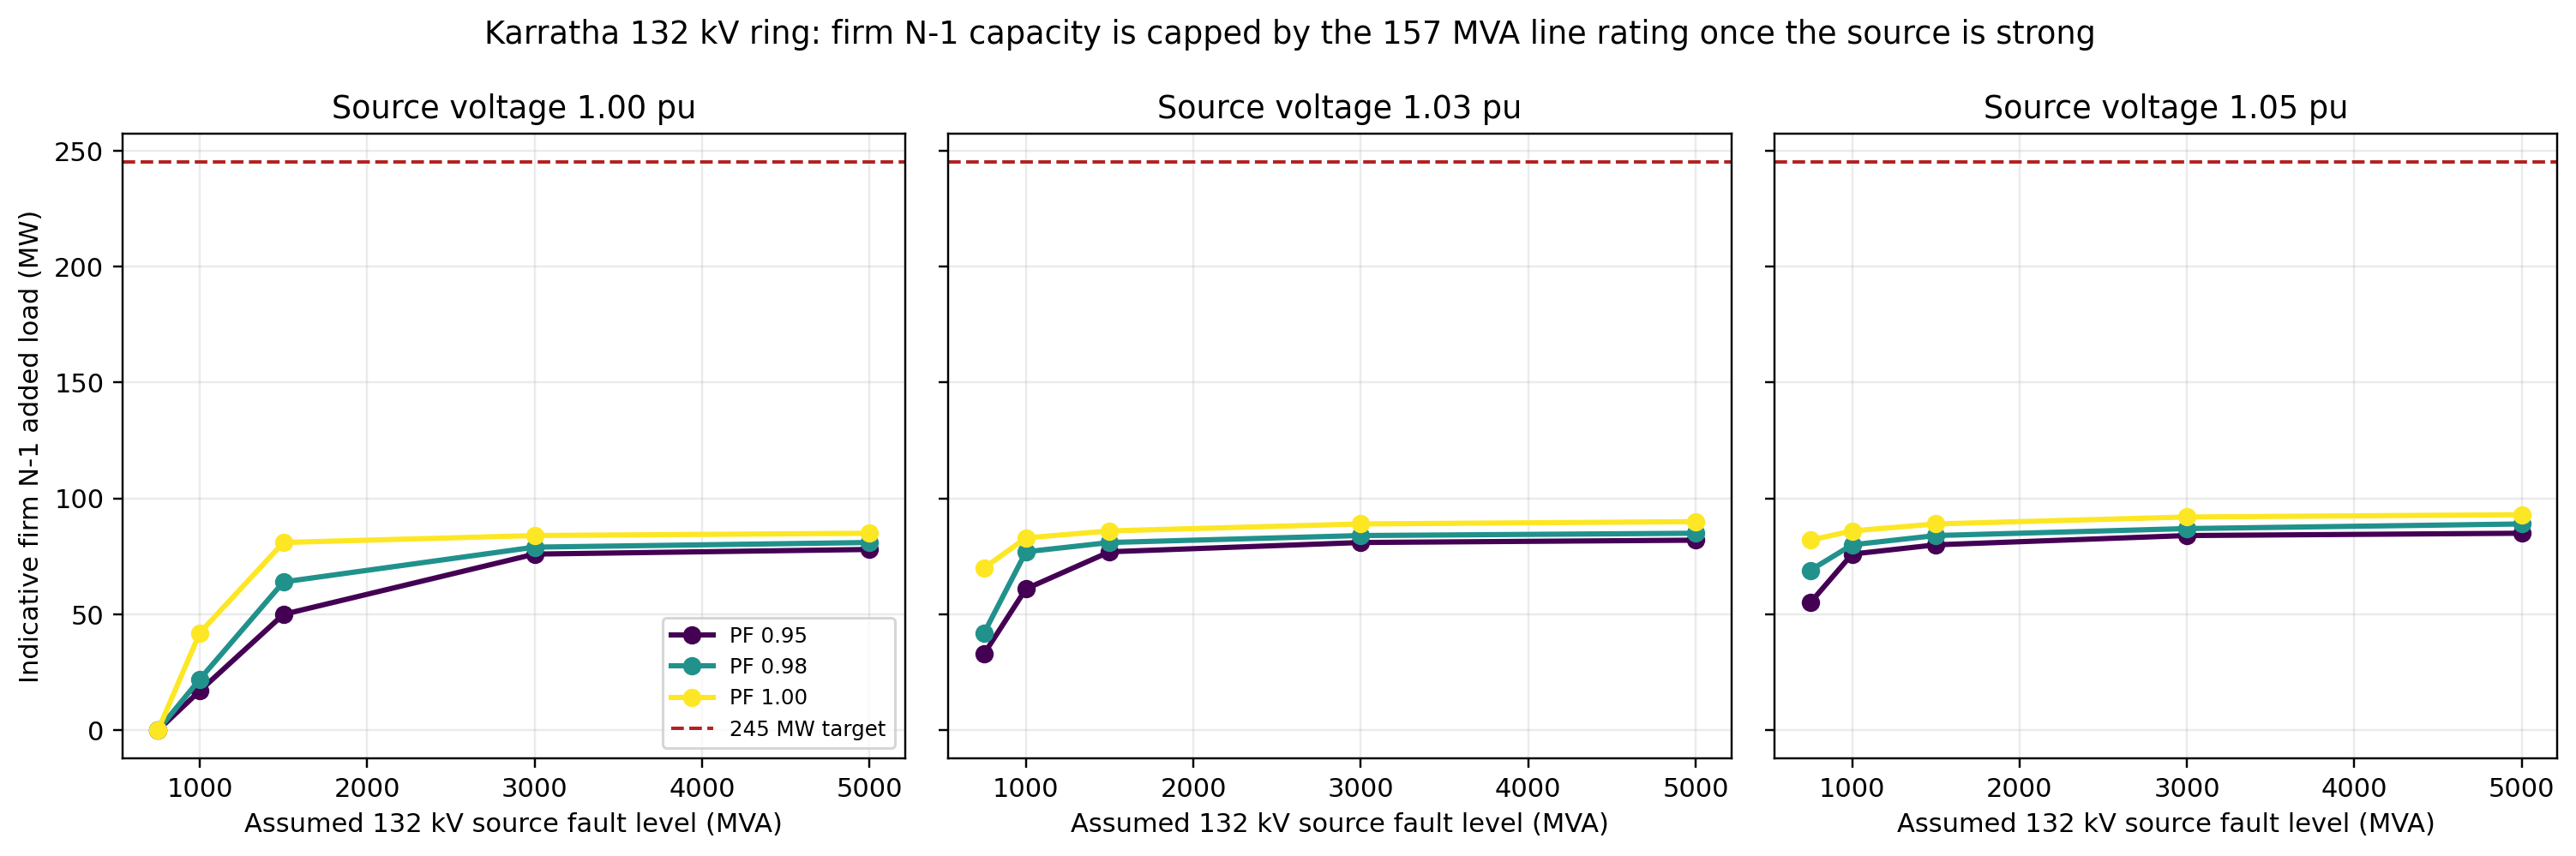 Karratha 132 kV ring: firm N-1 capacity is capped by the 157 MVA line rating once the source is strong
Source voltage 1.00 pu
Source voltage 1.03 pu
Source voltage 1.05 pu
Indicative firm N-1 added load (MW)
250
200
150
100
50
0
PF 0.95
PF 0.98
PF 1.00
245 MW target
1000 2000 3000 4000 5000
1000 2000 3000 4000 5000
1000 2000 3000 4000 5000
Assumed 132 kV source fault level (MVA)
Assumed 132 kV source fault level (MVA)
Assumed 132 kV source fault level (MVA)